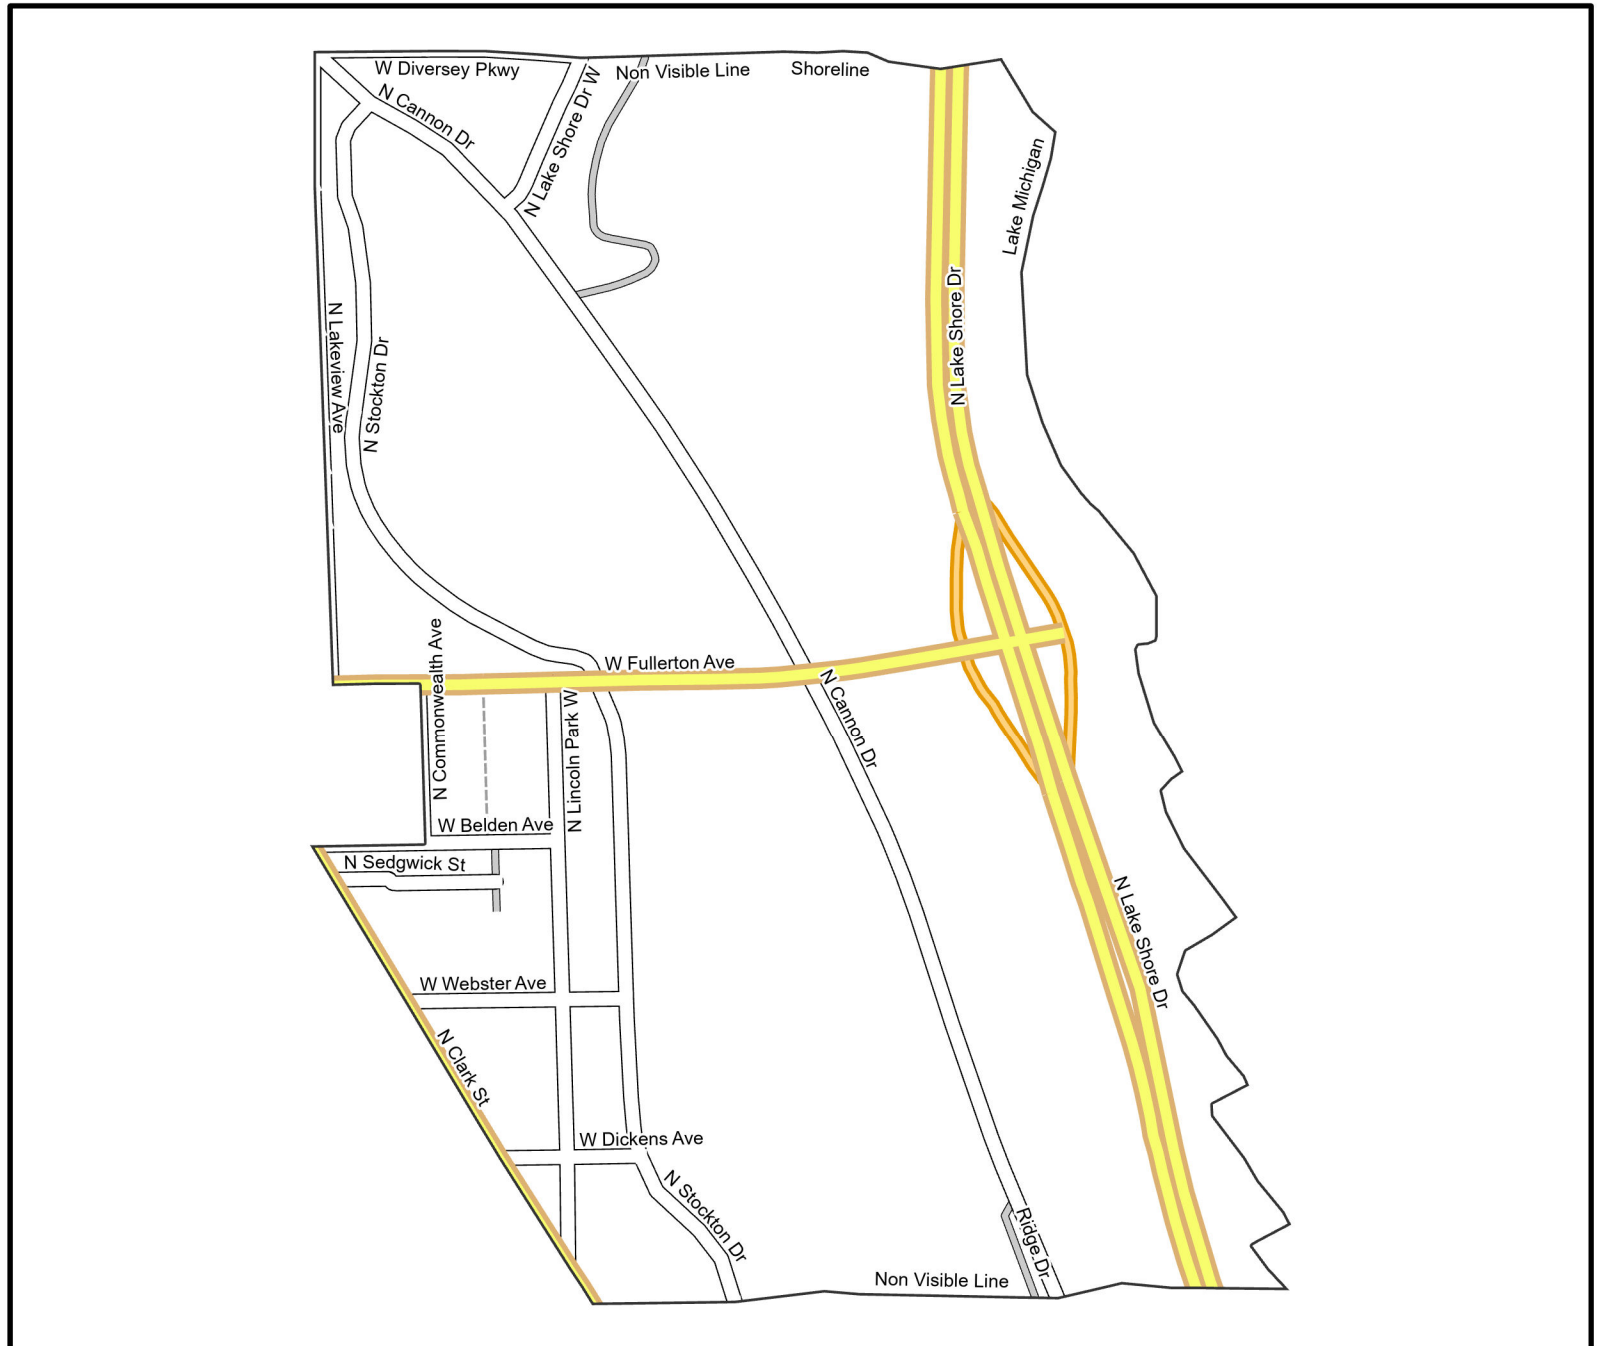 W Diversey Pkwy
Non Visible Line
Shoreline
N Cannon Dr
N Lake Shore Dr W
Lake Michigan
N Lake Shore Dr
N Lakeview Ave
N Stockton Dr
N Commonwealth Ave
W Fullerton Ave
N Lincoln Park W
N Cannon Dr
W Belden Ave
N Sedgwick St
N Lake Shore Dr
W Webster Ave
N Clark St
W Dickens Ave
N Stockton Dr
Ridge Dr
Non Visible Line